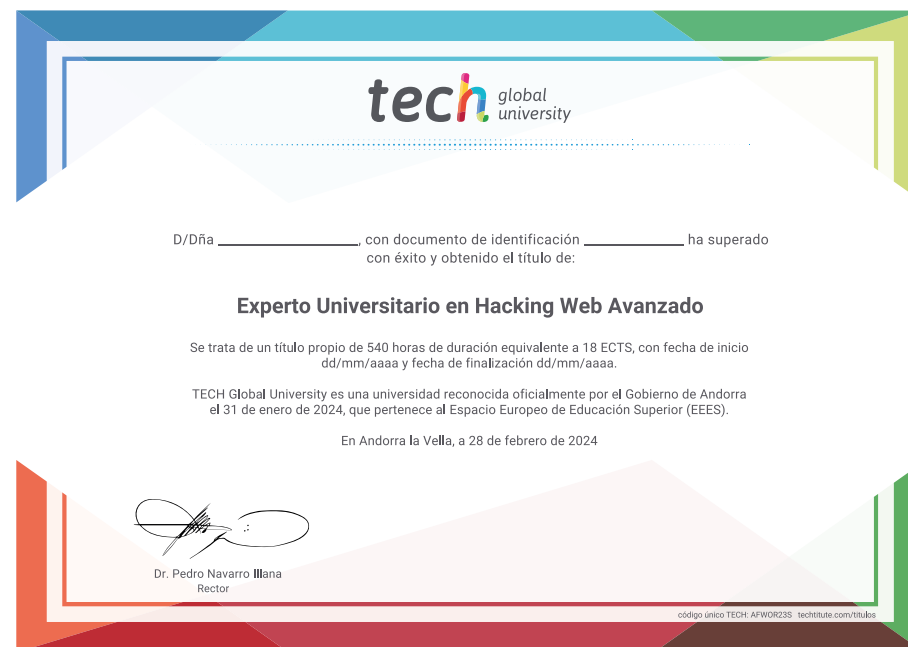 tech global university
D/Dña ____________________, con documento de identificación ______________ ha superado
con éxito y obtenido el título de:
Experto Universitario en Hacking Web Avanzado
Se trata de un título propio de 540 horas de duración equivalente a 18 ECTS, con fecha de inicio
dd/mm/aaaa y fecha de finalización dd/mm/aaaa.
TECH Global University es una universidad reconocida oficialmente por el Gobierno de Andorra
el 31 de enero de 2024, que pertenece al Espacio Europeo de Educación Superior (EEES).
En Andorra la Vella, a 28 de febrero de 2024
Dr. Pedro Navarro Illana
Rector
código único TECH: AFWOR23S techtitute.com/titulos